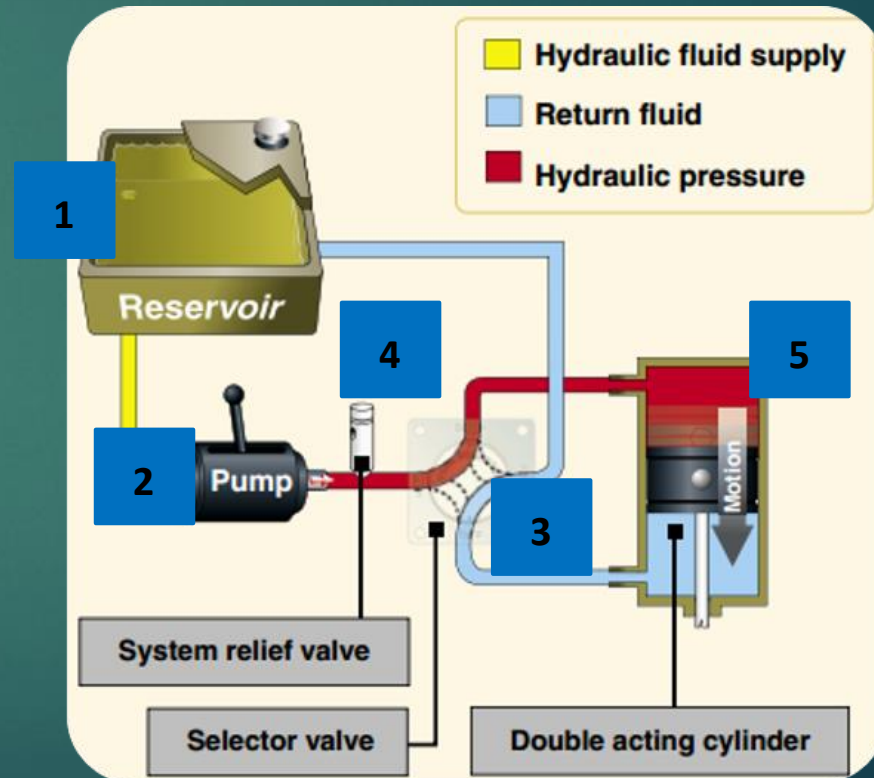 Hydraulic fluid supply
Return fluid
Hydraulic pressure
1
Reservoir
4
5
2
Pump
Motion
3
System relief valve
Selector valve
Double acting cylinder